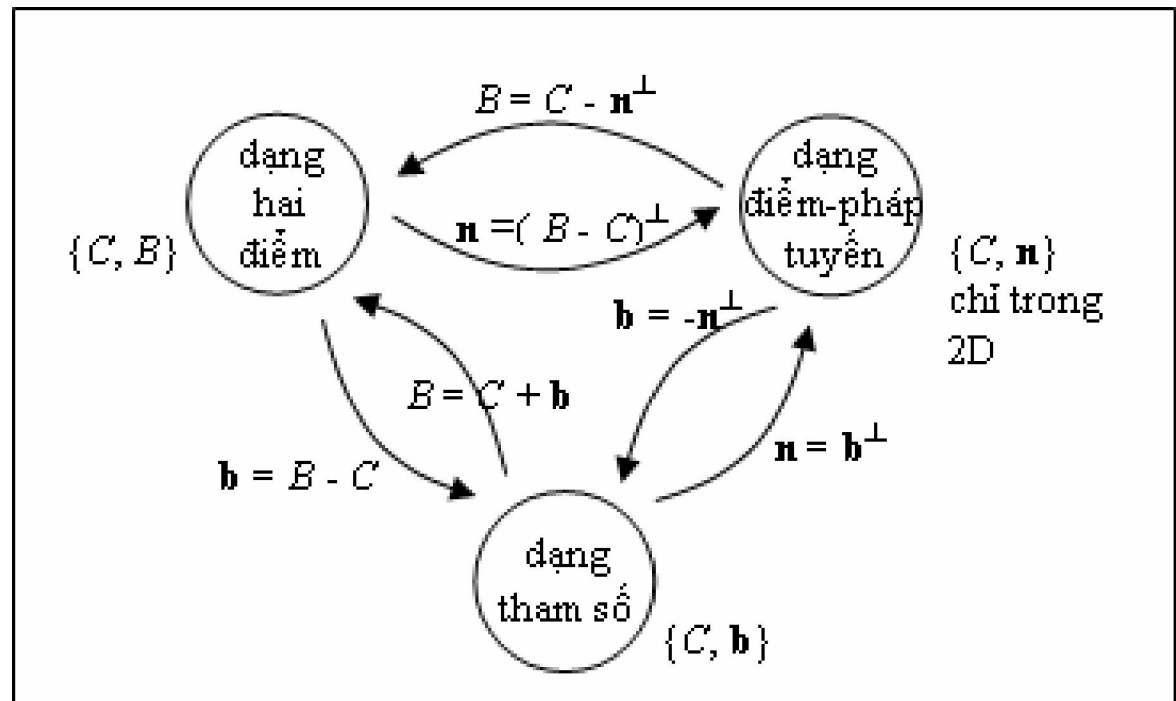 B = C - n⊥
dạng
hai
điểm
{C, B}
dạng
điểm-pháp
tuyến
{C, n}
chỉ trong
2D
n =( B - C)⊥
b = -n⊥
B = C + b
b = B - C
n = b⊥
dạng
tham số
{C, b}